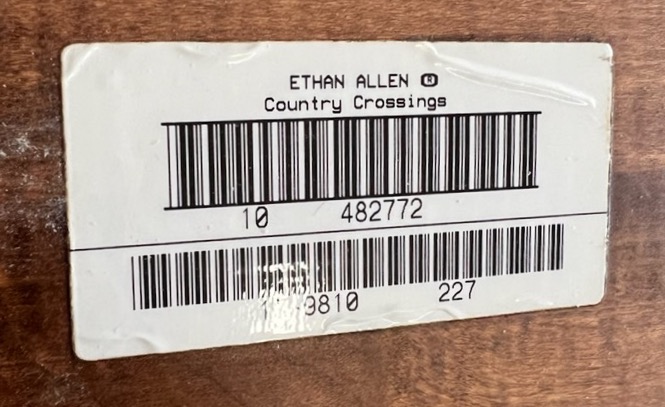 ETHAN ALLEN ®
Country Crossings
10 482772
9810 227